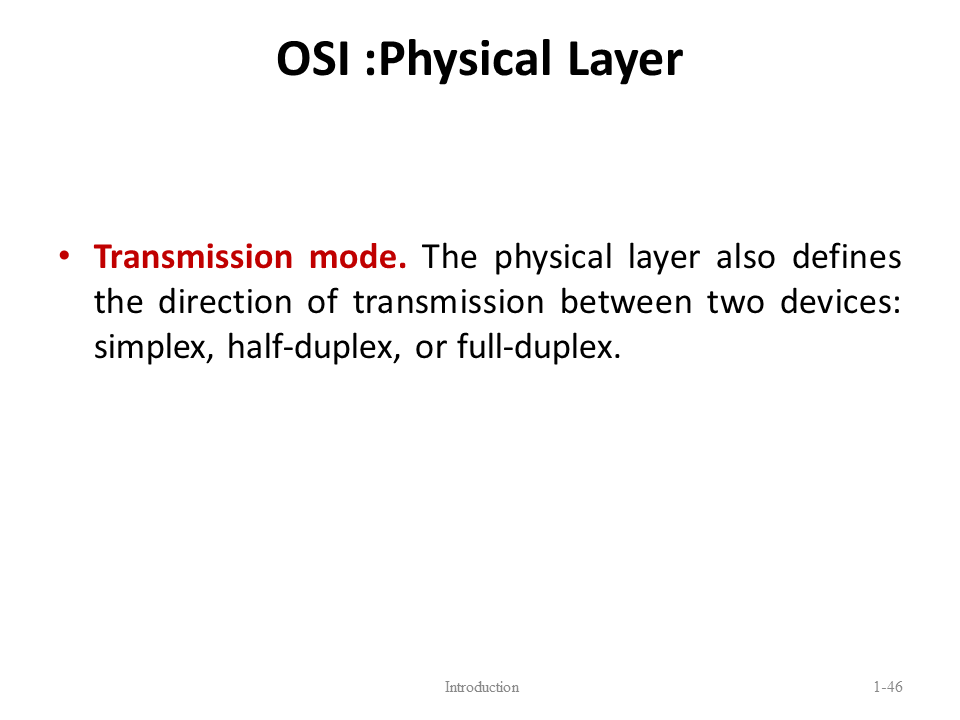 OSI :Physical Layer
• Transmission mode. The physical layer also defines
the direction of transmission between two devices:
simplex, half-duplex, or full-duplex.
Introduction
1-46